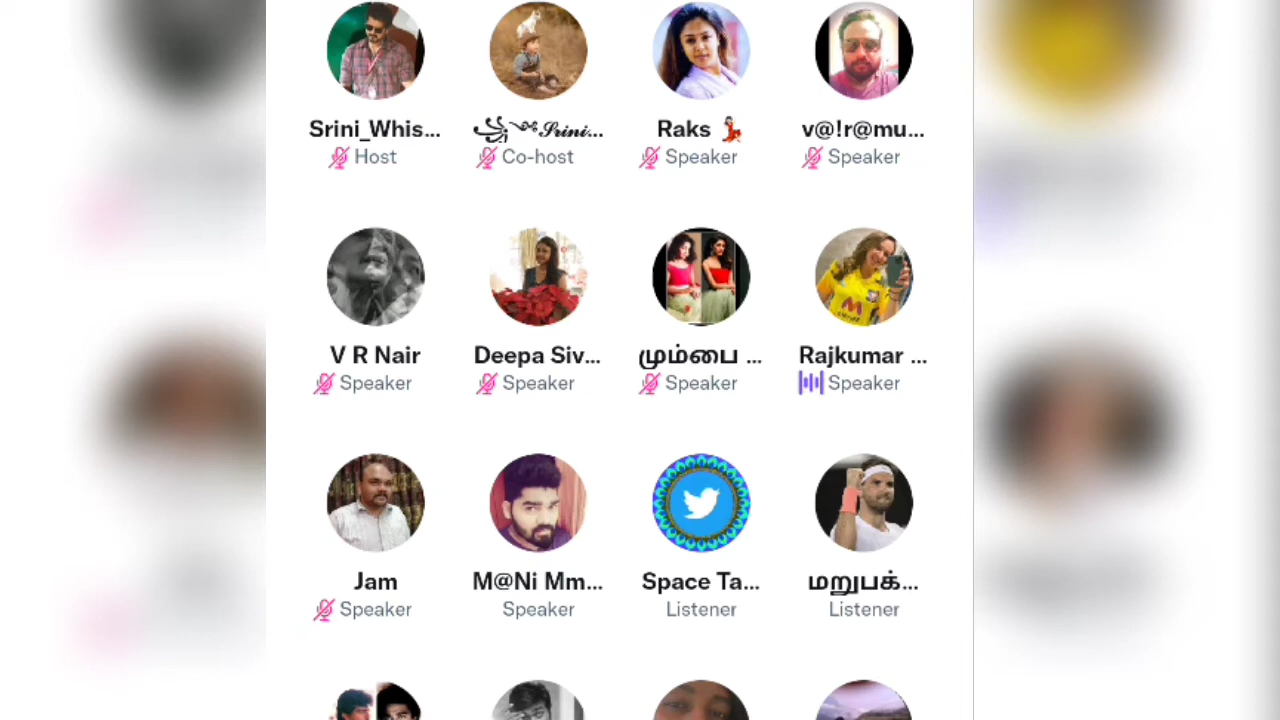 Srini_Whis...
Host
꧁༺𝓢𝓻𝓲𝓷𝓲...
Co-host
Raks 💃
Speaker
v@!r@mu...
Speaker
V R Nair
Speaker
Deepa Siv...
Speaker
மும்பை ...
Speaker
Rajkumar ...
Speaker
Jam
Speaker
M@Ni Mm...
Speaker
Space Ta...
Listener
மறுபக்...
Listener